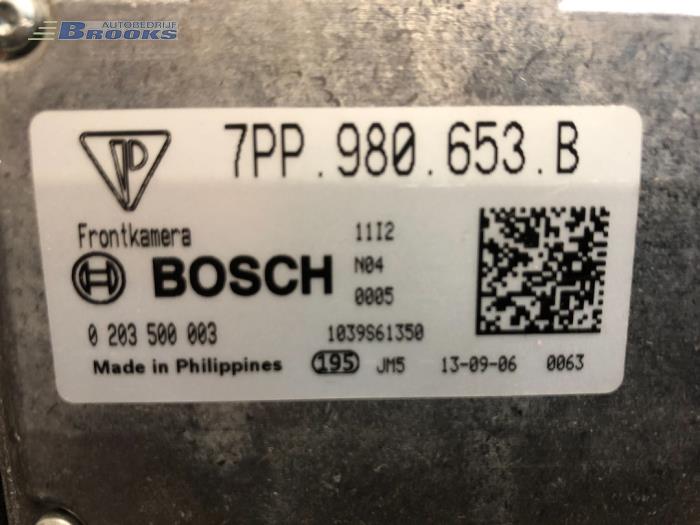 AUTOBEDRIJF
BROOKS
7PP.980.653.B
Frontkamera
11I2
BOSCH
N04
0005
0 203 500 003
1039S61350
Made in Philippines
195
JM5
13-09-06
0063